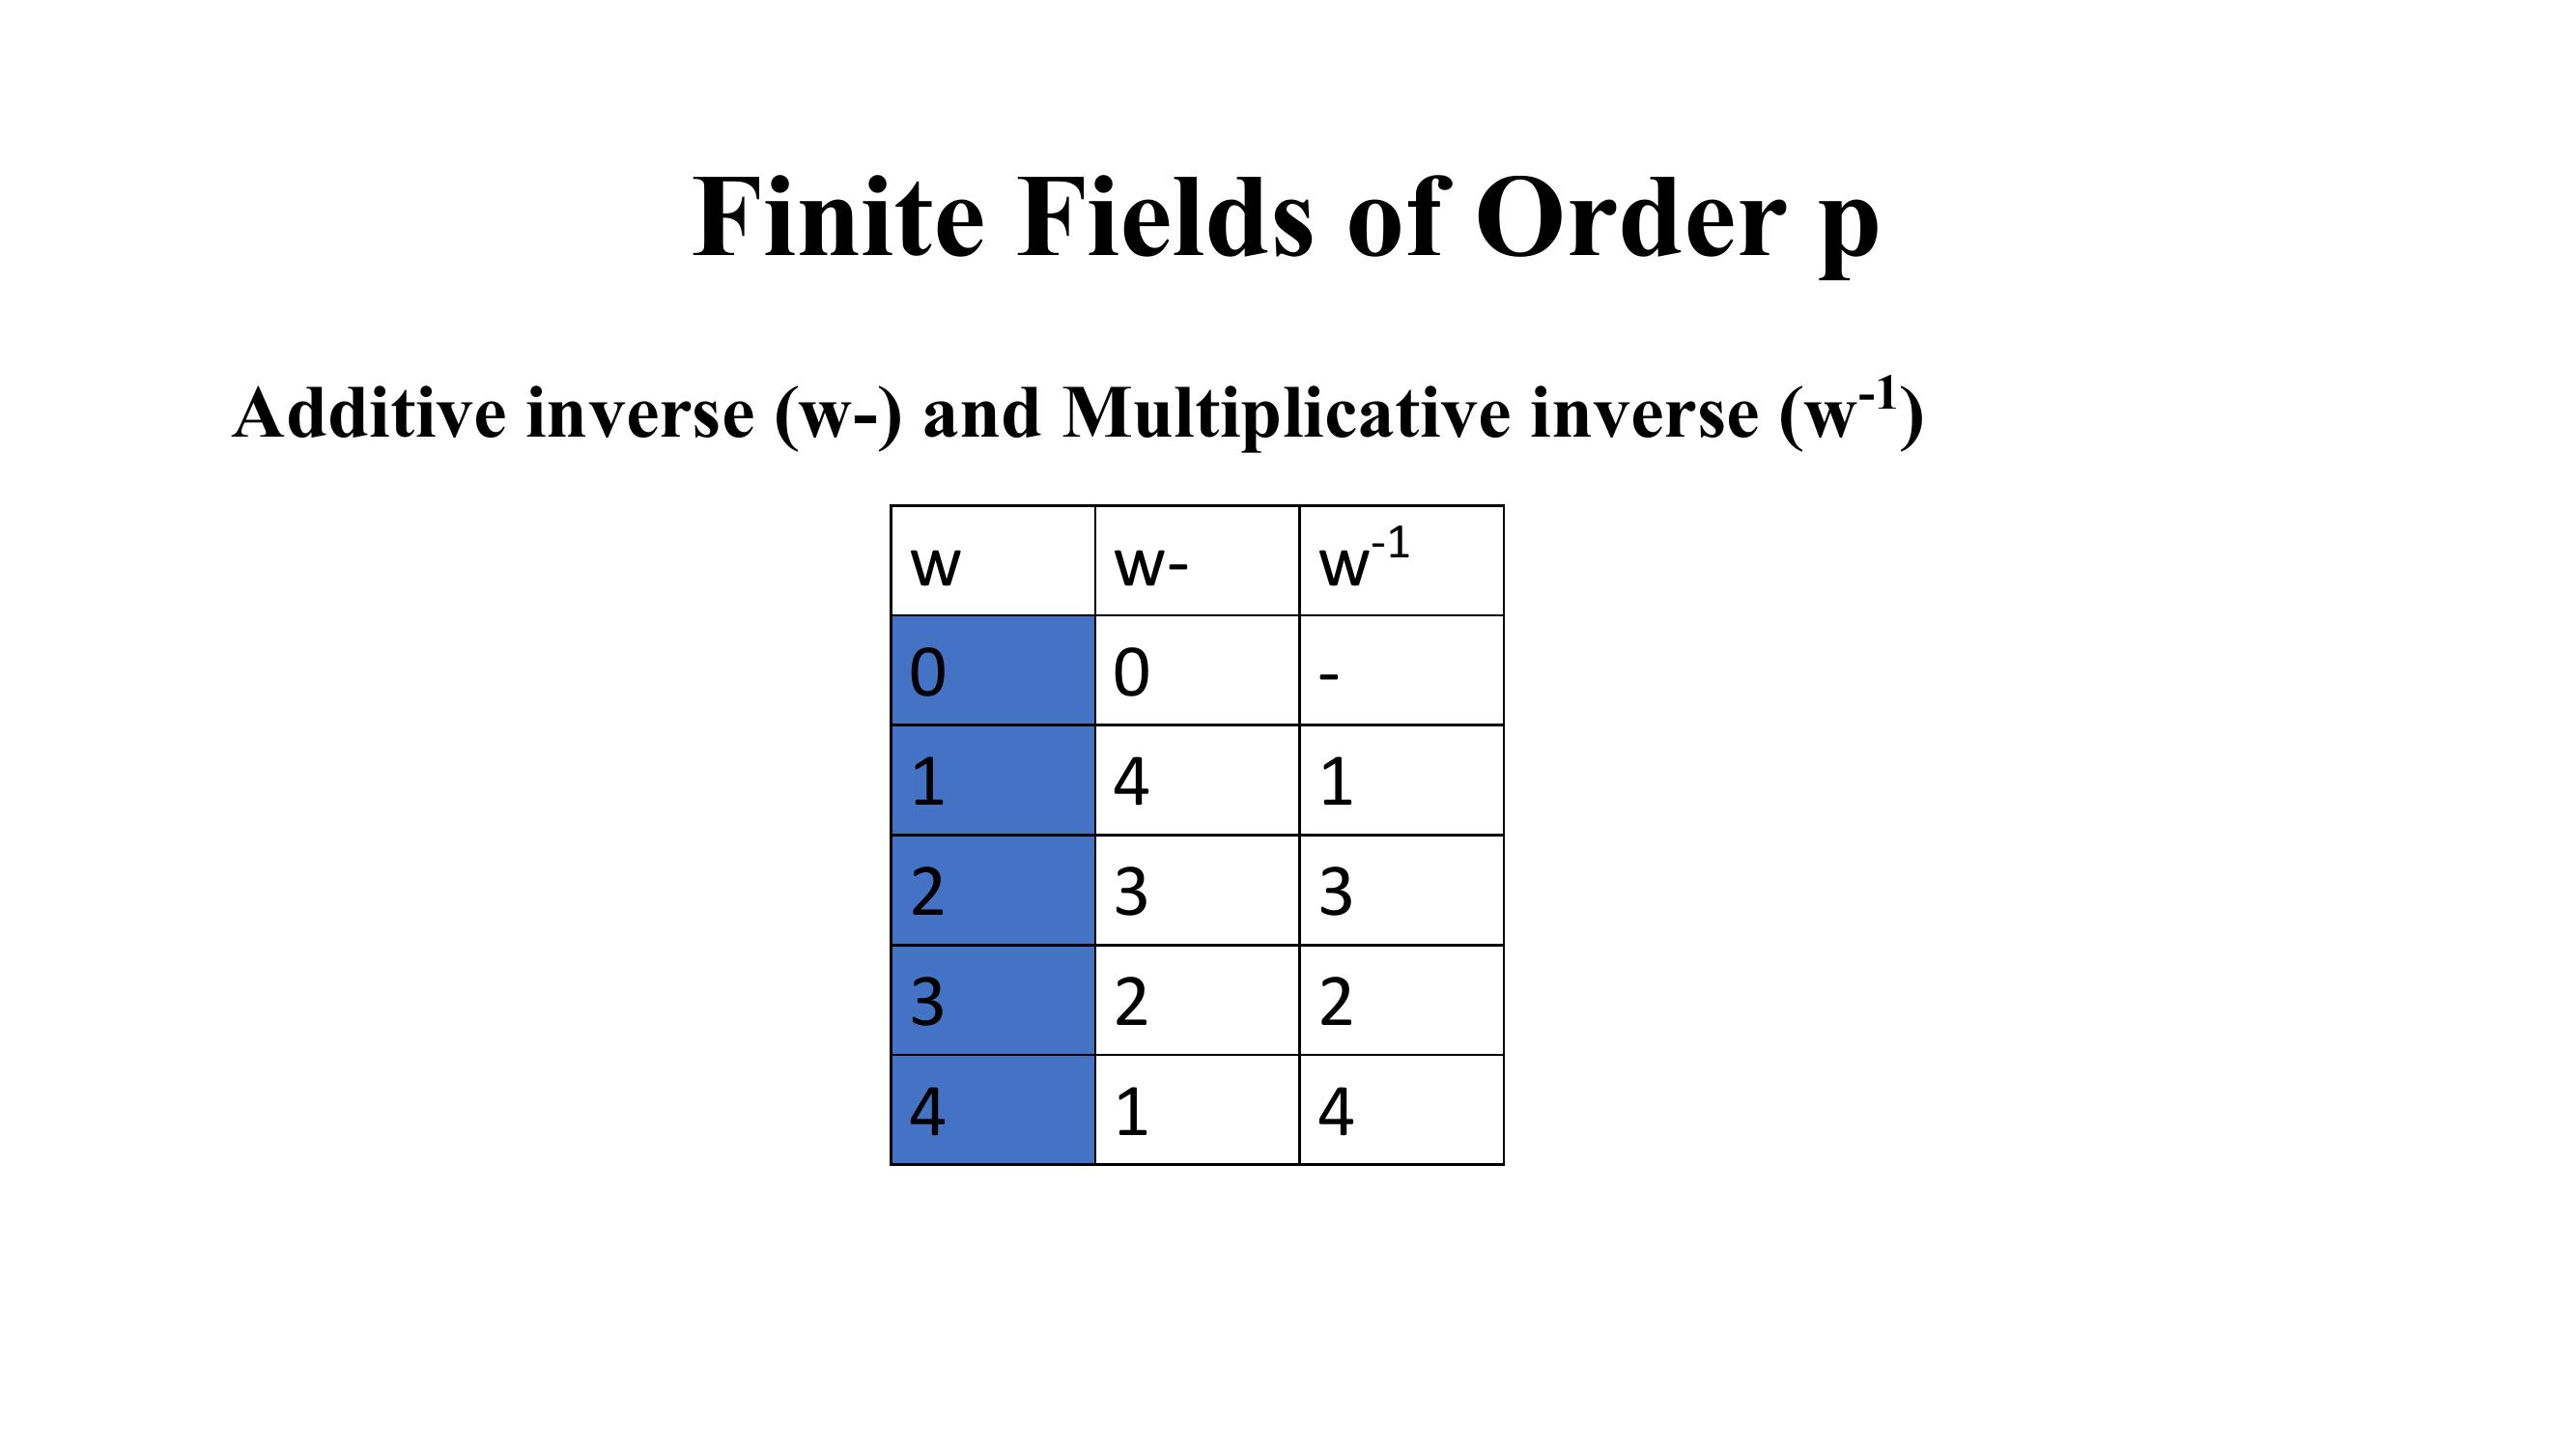 Finite Fields of Order p
Additive inverse (w-) and Multiplicative inverse (w⁻¹)
w w- w⁻¹
0 0 -
1 4 1
2 3 3
3 2 2
4 1 4